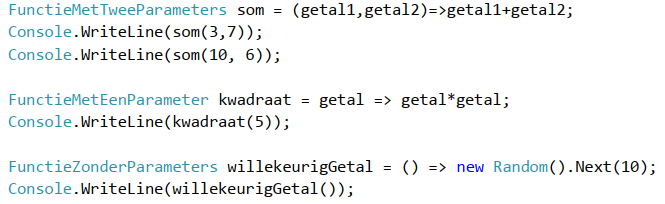 FunctieMetTweeParameters som = (getal1,getal2)=>getal1+getal2;
Console.WriteLine(som(3,7));
Console.WriteLine(som(10, 6));
FunctieMetEenParameter kwadraat = getal => getal*getal;
Console.WriteLine(kwadraat(5));
FunctieZonderParameters willekeurigGetal = () => new Random().Next(10);
Console.WriteLine(willekeurigGetal());